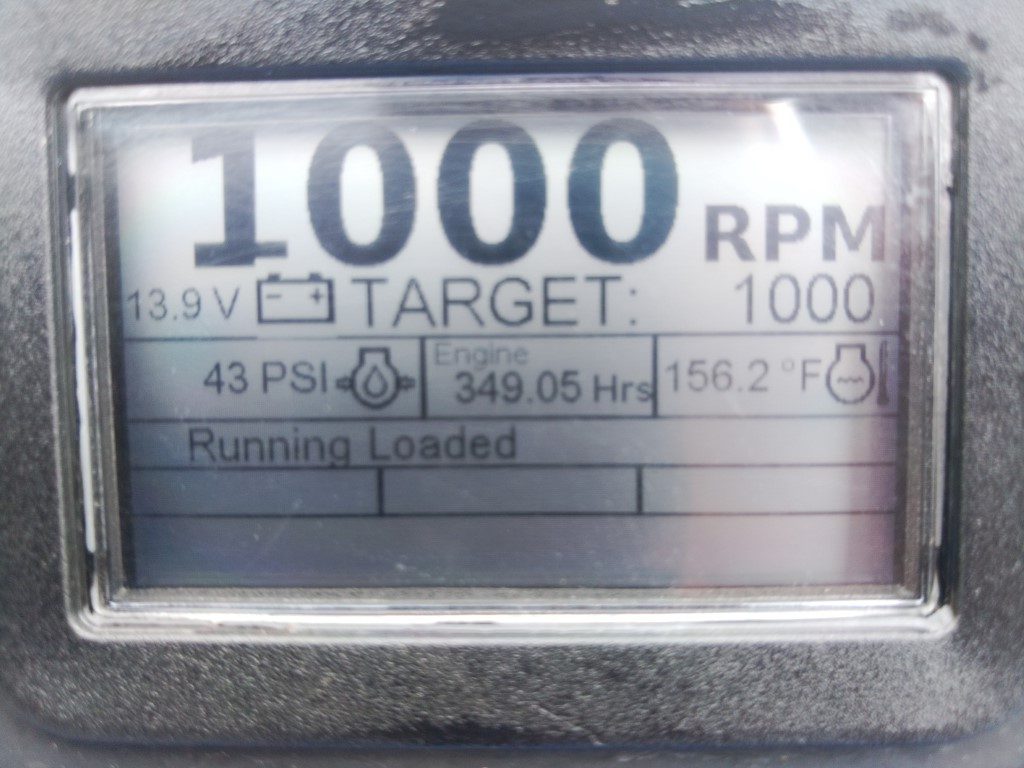 1000 RPM
13.9 V TARGET: 1000
43 PSI Engine 349.05 Hrs 156.2 °F
Running Loaded